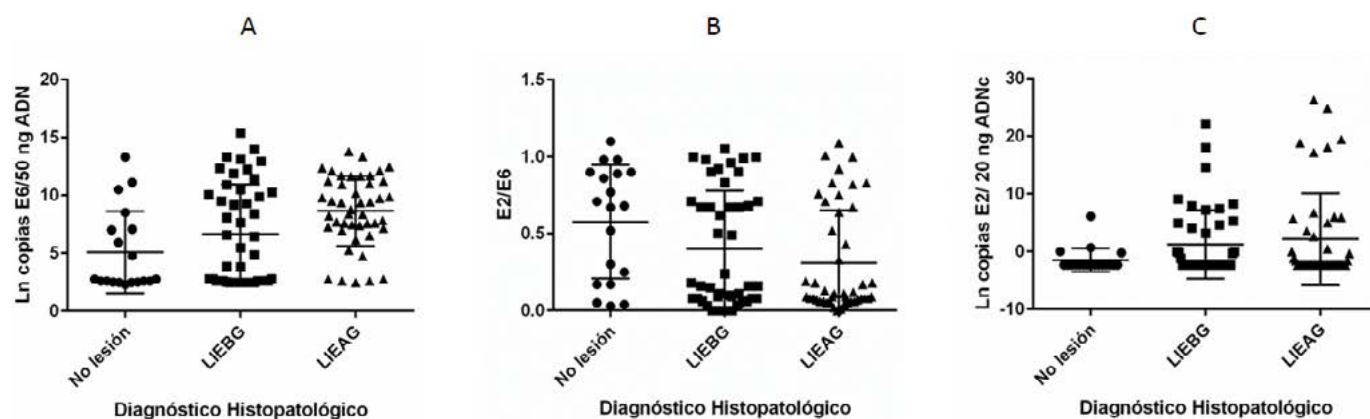 A
Ln copias E6/50 ng ADN
20
15
10
5
0
No lesión
LIEBG
LIEAG
Diagnóstico Histopatológico
B
E2/E6
1.5
1.0
0.5
0.0
No lesión
LIEBG
LIEAG
Diagnóstico Histopatológico
C
Ln copias E2/ 20 ng ADNc
30
20
10
0
-10
No lesión
LIEBG
LIEAG
Diagnóstico Histopatológico